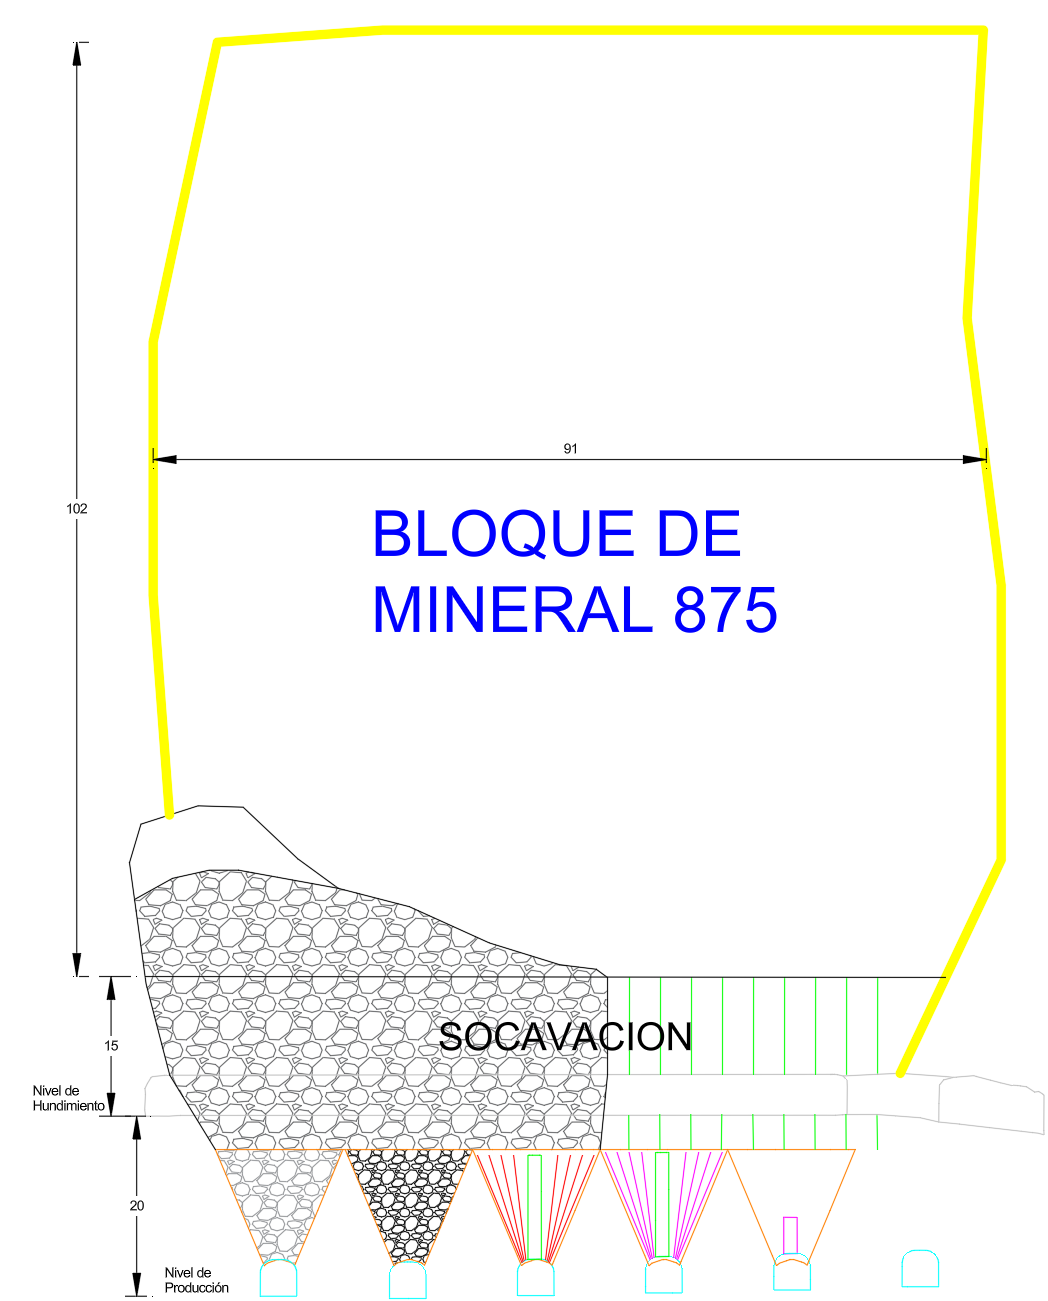 91
102
BLOQUE DE
MINERAL 875
SOCAVACION
15
Nivel de
Hundimiento
20
Nivel de
Producción